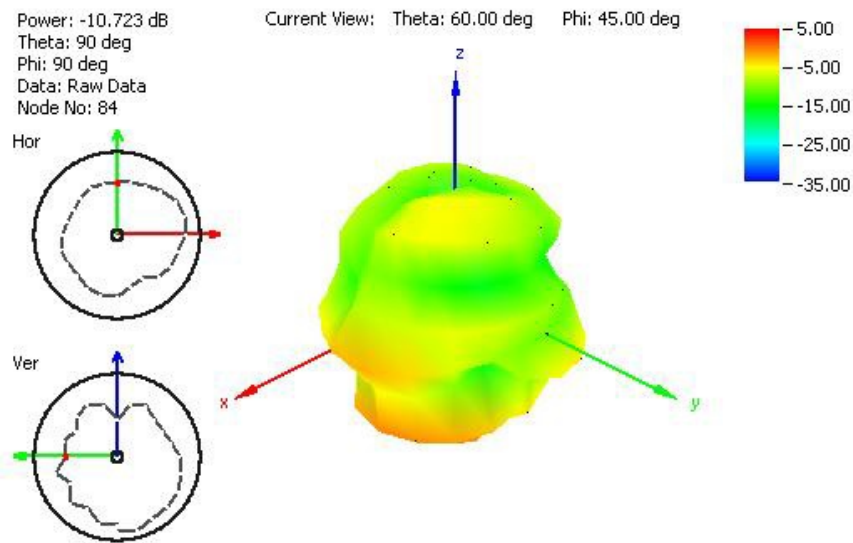 Power: -10.723 dB
Theta: 90 deg
Phi: 90 deg
Data: Raw Data
Node No: 84
Current View: Theta: 60.00 deg Phi: 45.00 deg
5.00
-5.00
-15.00
-25.00
-35.00
Hor
z
x
y
Ver